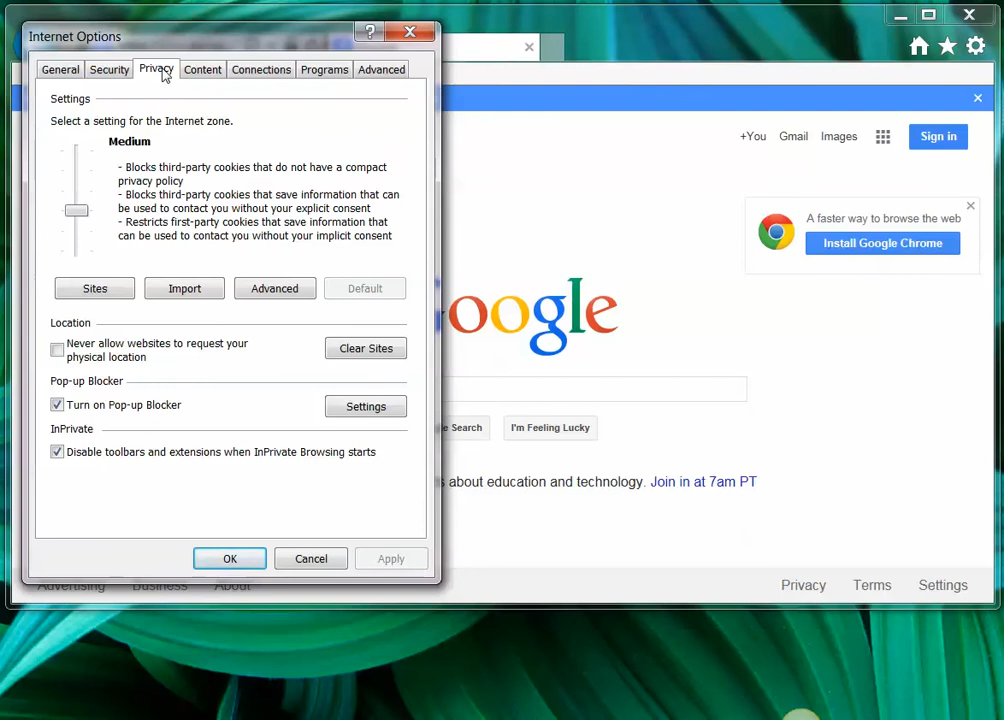 Internet Options
?
General Security Privacy Content Connections Programs Advanced
Settings
Select a setting for the Internet zone.
Medium
- Blocks third-party cookies that do not have a compact
privacy policy
- Blocks third-party cookies that save information that can
be used to contact you without your explicit consent
- Restricts first-party cookies that save information that
can be used to contact you without your implicit consent
Sites Import Advanced Default
Location
Never allow websites to request your
physical location
Clear Sites
Pop-up Blocker
Turn on Pop-up Blocker
Settings
InPrivate
Disable toolbars and extensions when InPrivate Browsing starts
OK Cancel Apply
+You Gmail Images Sign in
A faster way to browse the web
Install Google Chrome
oogle
Search I'm Feeling Lucky
about education and technology. Join in at 7am PT
Advertising Business About Privacy Terms Settings